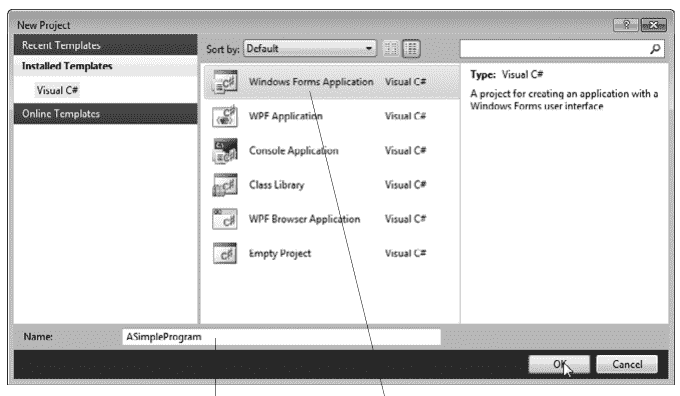 New Project
Recent Templates
Installed Templates
Visual C#
Online Templates
Sort by: Default
Windows Forms Application Visual C#
WPF Application Visual C#
Console Application Visual C#
Class Library Visual C#
WPF Browser Application Visual C#
Empty Project Visual C#
Type: Visual C#
A project for creating an application with a
Windows Forms user interface
Name: ASimpleProgram
OK Cancel